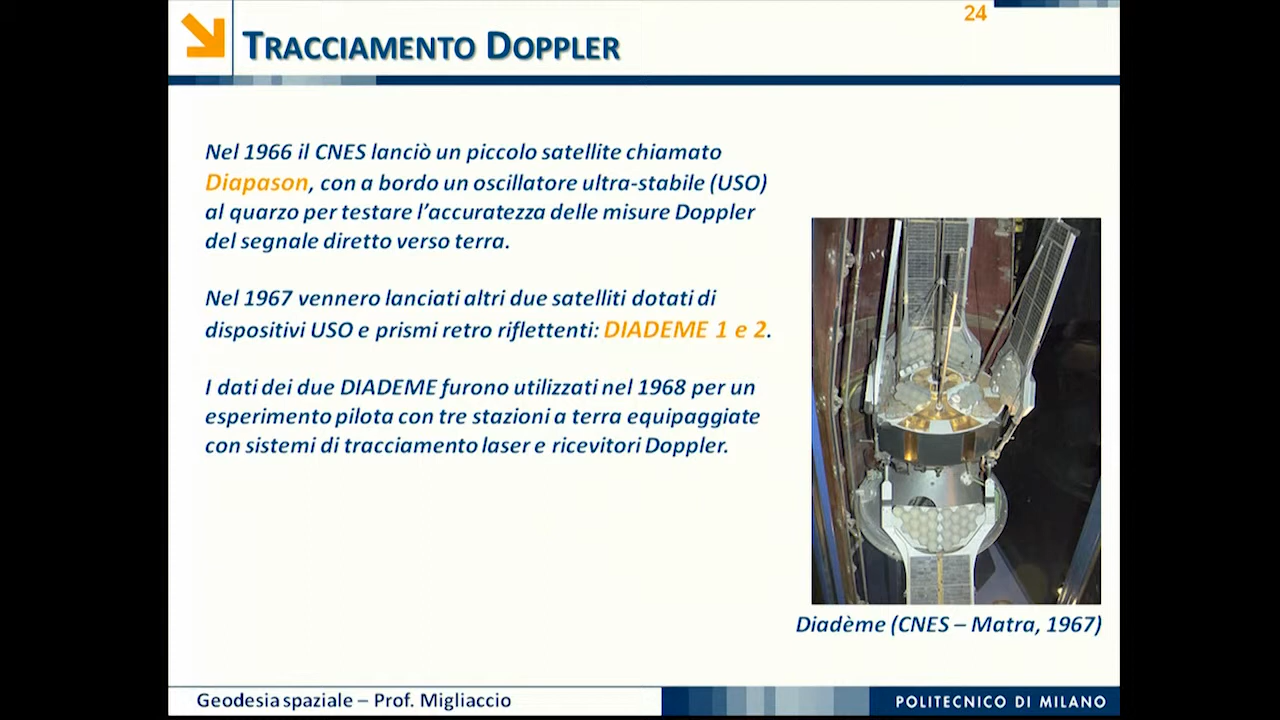 24
TRACCIAMENTO DOPPLER
Nel 1966 il CNES lanciò un piccolo satellite chiamato
Diapason, con a bordo un oscillatore ultra-stabile (USO)
al quarzo per testare l’accuratezza delle misure Doppler
del segnale diretto verso terra.
Nel 1967 vennero lanciati altri due satelliti dotati di
dispositivi USO e prismi retro riflettenti: DIADEME 1 e 2.
I dati dei due DIADEME furono utilizzati nel 1968 per un
esperimento pilota con tre stazioni a terra equipaggiate
con sistemi di tracciamento laser e ricevitori Doppler.
Diadème (CNES – Matra, 1967)
Geodesia spaziale – Prof. Migliaccio
POLITECNICO DI MILANO